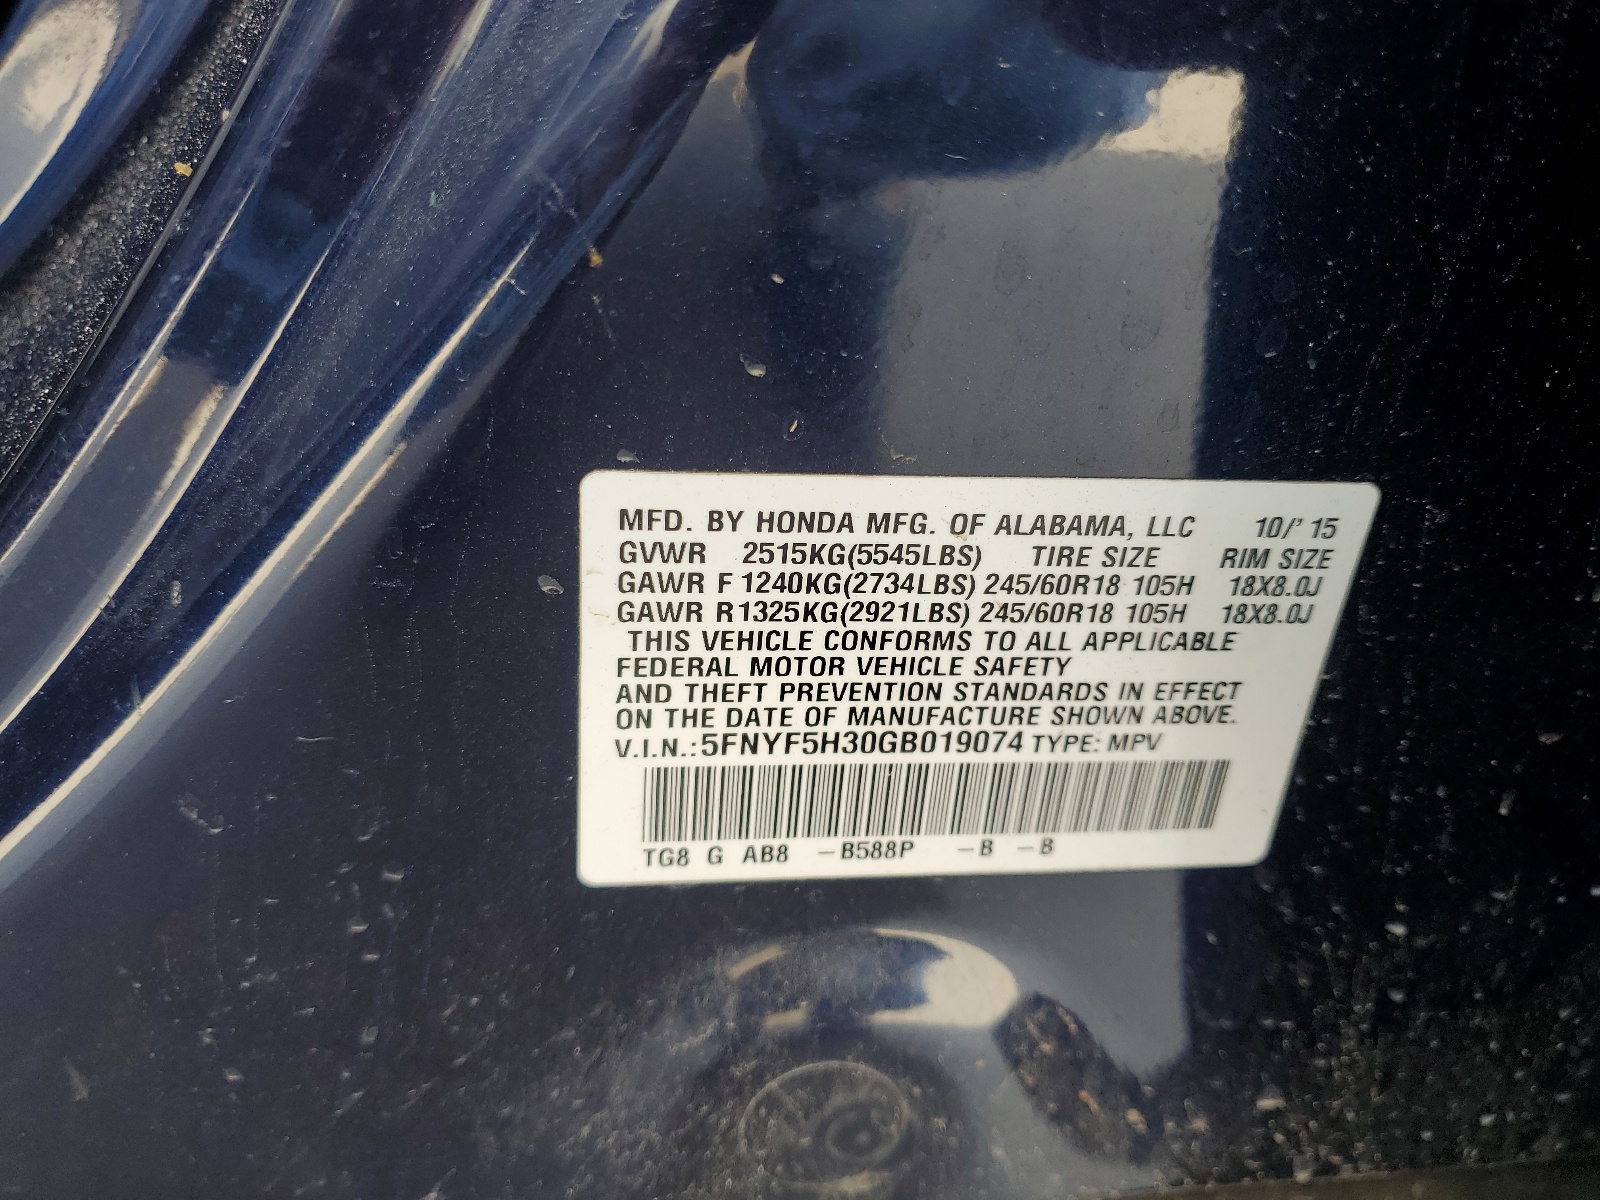 MFD. BY HONDA MFG. OF ALABAMA, LLC 10/' 15
GVWR 2515KG(5545LBS) TIRE SIZE RIM SIZE
GAWR F 1240KG(2734LBS) 245/60R18 105H 18X8.0J
GAWR R 1325KG(2921LBS) 245/60R18 105H 18X8.0J
THIS VEHICLE CONFORMS TO ALL APPLICABLE
FEDERAL MOTOR VEHICLE SAFETY
AND THEFT PREVENTION STANDARDS IN EFFECT
ON THE DATE OF MANUFACTURE SHOWN ABOVE.
V.I.N.:5FNYF5H30GB019074 TYPE: MPV
TG8 G AB8 -B588P -B -B